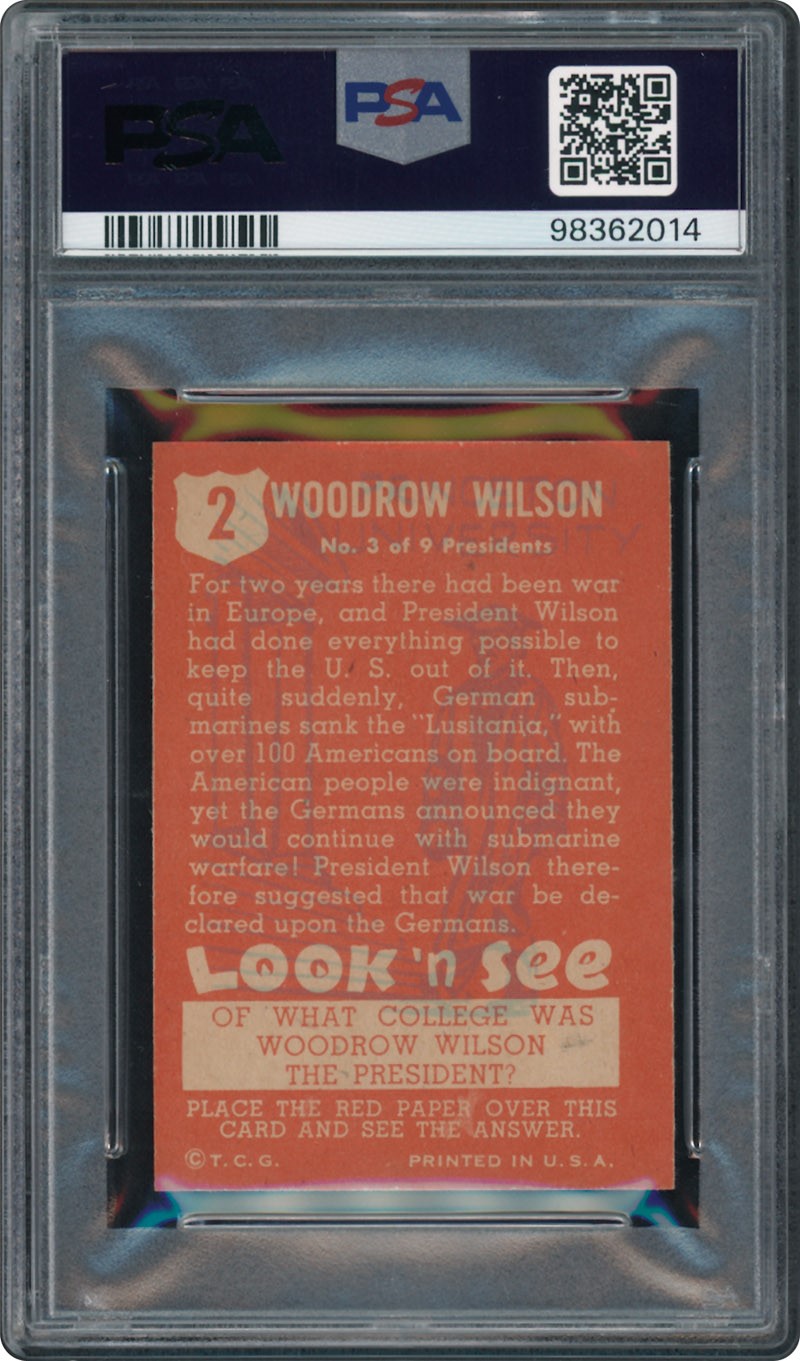 PSA
PSA
98362014
2
WOODROW WILSON
PRINCETON
UNIVERSITY
No. 3 of 9 Presidents
For two years there had been war
in Europe, and President Wilson
had done everything possible to
keep the U. S. out of it. Then,
quite suddenly, German sub-
marines sank the "Lusitania," with
over 100 Americans on board. The
American people were indignant,
yet the Germans announced they
would continue with submarine
warfare! President Wilson there-
fore suggested that war be de-
clared upon the Germans.
LOOK 'n SEE
OF WHAT COLLEGE WAS
WOODROW WILSON
THE PRESIDENT?
PLACE THE RED PAPER OVER THIS
CARD AND SEE THE ANSWER.
© T. C. G.
PRINTED IN U. S. A.